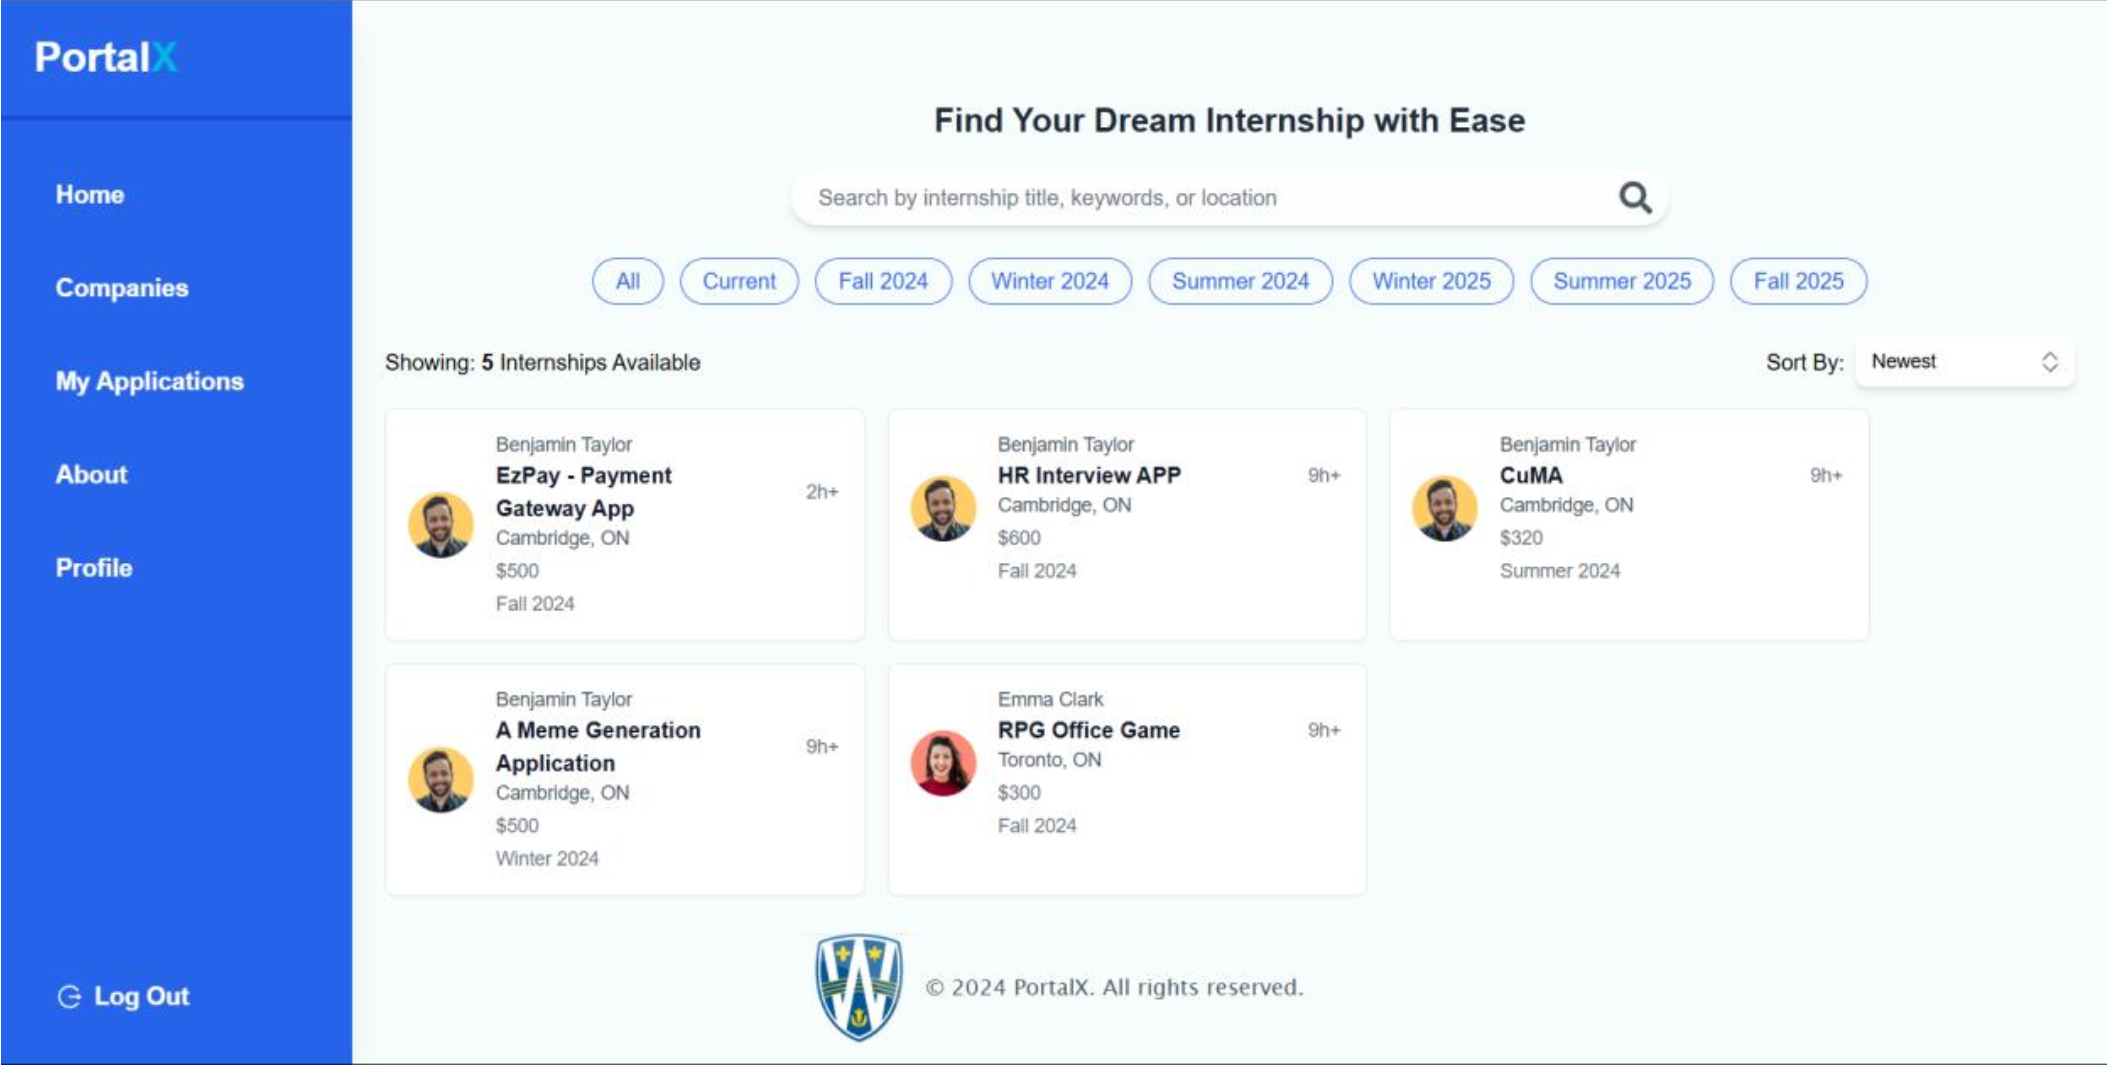 PortalX
Home
Companies
My Applications
About
Profile
Log Out
Find Your Dream Internship with Ease
Search by internship title, keywords, or location
All Current Fall 2024 Winter 2024 Summer 2024 Winter 2025 Summer 2025 Fall 2025
Showing: 5 Internships Available
Sort By: Newest
Benjamin Taylor
EzPay - Payment
Gateway App
2h+
Cambridge, ON
$500
Fall 2024
Benjamin Taylor
HR Interview APP
9h+
Cambridge, ON
$600
Fall 2024
Benjamin Taylor
CuMA
9h+
Cambridge, ON
$320
Summer 2024
Benjamin Taylor
A Meme Generation
Application
9h+
Cambridge, ON
$500
Winter 2024
Emma Clark
RPG Office Game
9h+
Toronto, ON
$300
Fall 2024
© 2024 PortalX. All rights reserved.